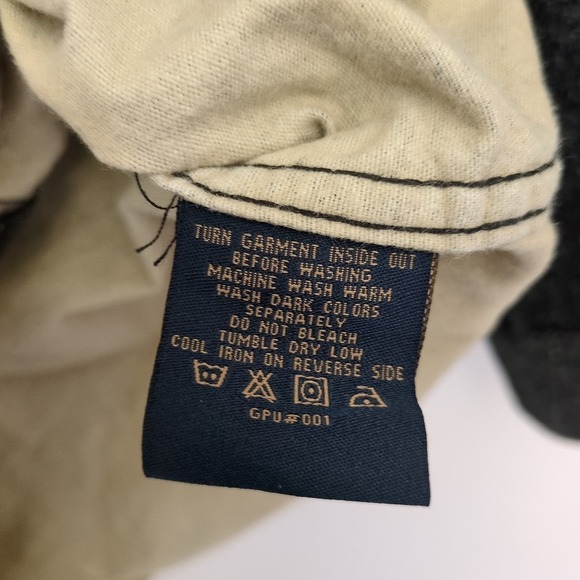 TURN GARMENT INSIDE OUT
BEFORE WASHING
MACHINE WASH WARM
WASH DARK COLORS
SEPARATELY
DO NOT BLEACH
TUMBLE DRY LOW
COOL IRON ON REVERSE SIDE
GPU#001